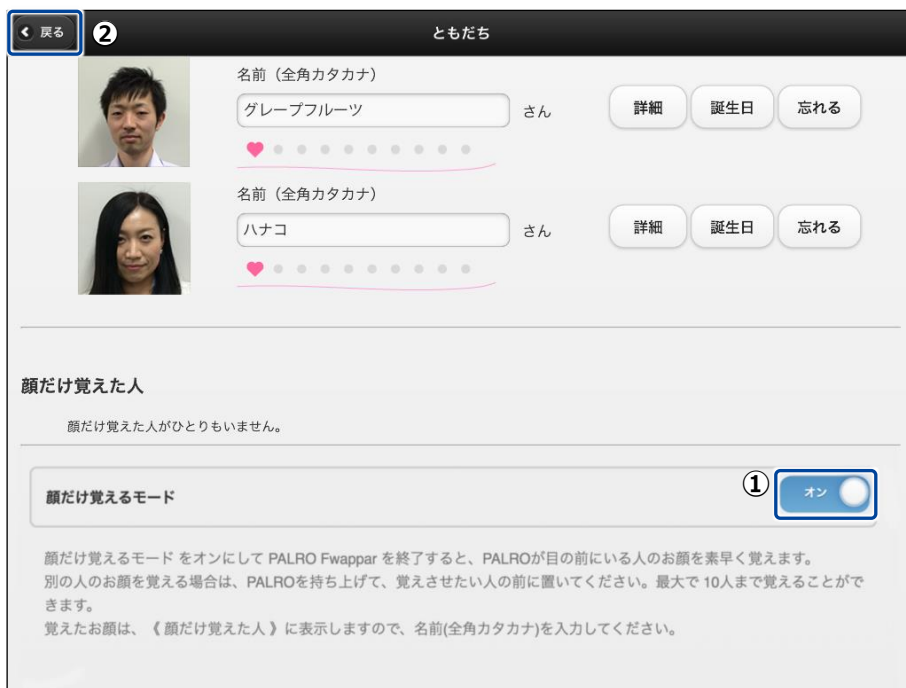 戻る ② ともだち
名前（全角カタカナ）
グレープフルーツ さん 詳細 誕生日 忘れる
名前（全角カタカナ）
ハナコ さん 詳細 誕生日 忘れる
顔だけ覚えた人
顔だけ覚えた人がひとりもいません。
①
顔だけ覚えるモード オン
顔だけ覚えるモード をオンにして PALRO Fwappar を終了すると、PALROが目の前にいる人のお顔を素早く覚えます。
別の人のお顔を覚える場合は、PALROを持ち上げて、覚えさせたい人の前に置いてください。最大で 10人まで覚えることがで
きます。
覚えたお顔は、《 顔だけ覚えた人 》に表示しますので、名前(全角カタカナ)を入力してください。